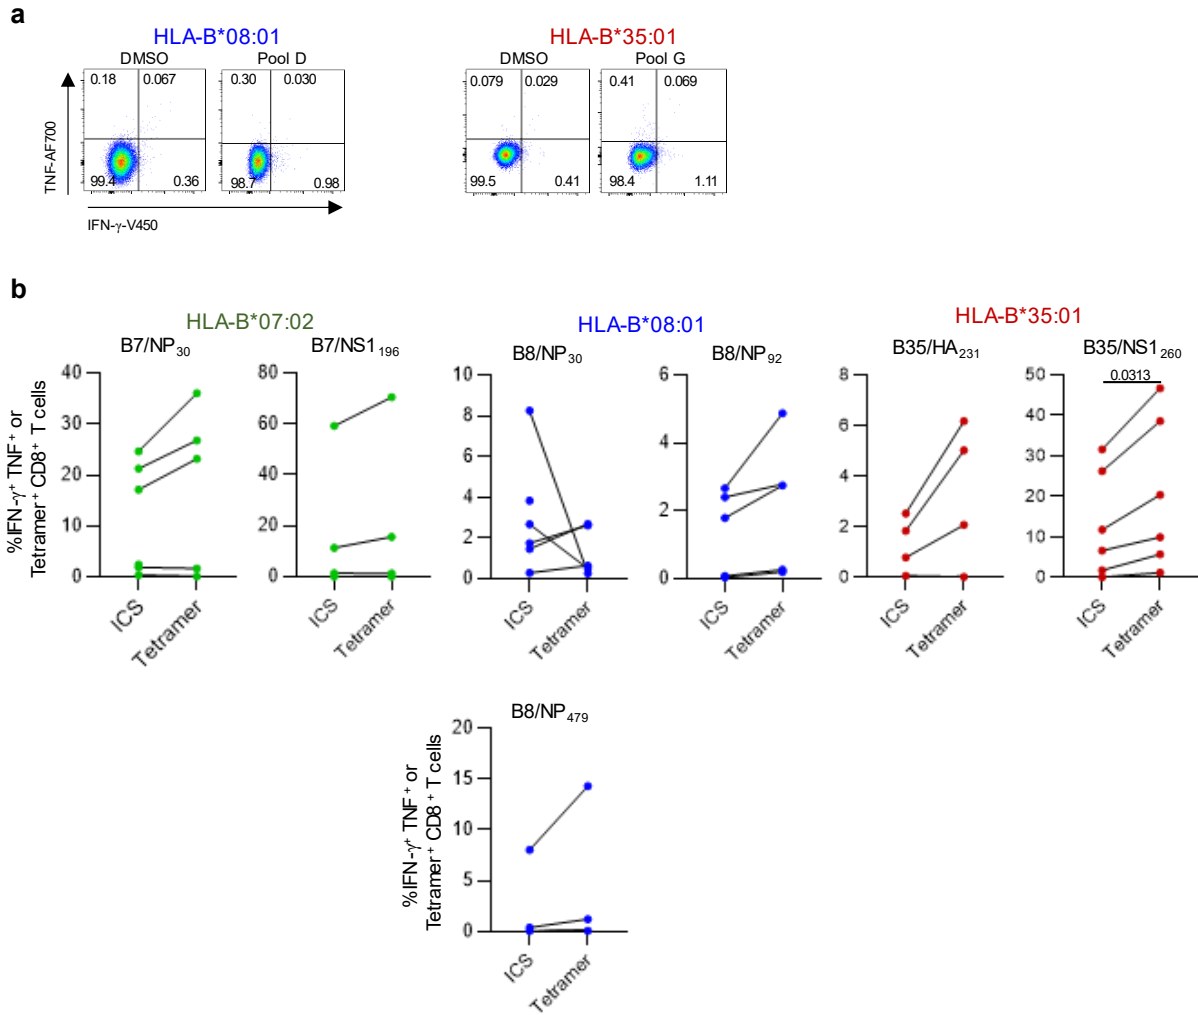 a
HLA-B*08:01
HLA-B*35:01
DMSO
Pool D
DMSO
Pool G
0.18
0.067
0.30
0.030
0.079
0.029
0.41
0.069
TNF-AF700
99.4
0.36
98.7
0.98
99.5
0.41
98.4
1.11
IFN-γ-V450
b
HLA-B*07:02
HLA-B*08:01
HLA-B*35:01
B7/NP30
B7/NS1196
B8/NP30
B8/NP92
B35/HA231
B35/NS1260
%IFN-γ+ TNF+ or
Tetramer+ CD8+ T cells
40
30
20
10
0
80
60
40
20
0
10
8
6
4
2
0
6
4
2
0
8
6
4
2
0
50
40
30
20
10
0
0.0313
ICS
Tetramer
ICS
Tetramer
ICS
Tetramer
ICS
Tetramer
ICS
Tetramer
ICS
Tetramer
B8/NP479
%IFN-γ+ TNF+ or
Tetramer+ CD8+ T cells
20
15
10
5
0
ICS
Tetramer